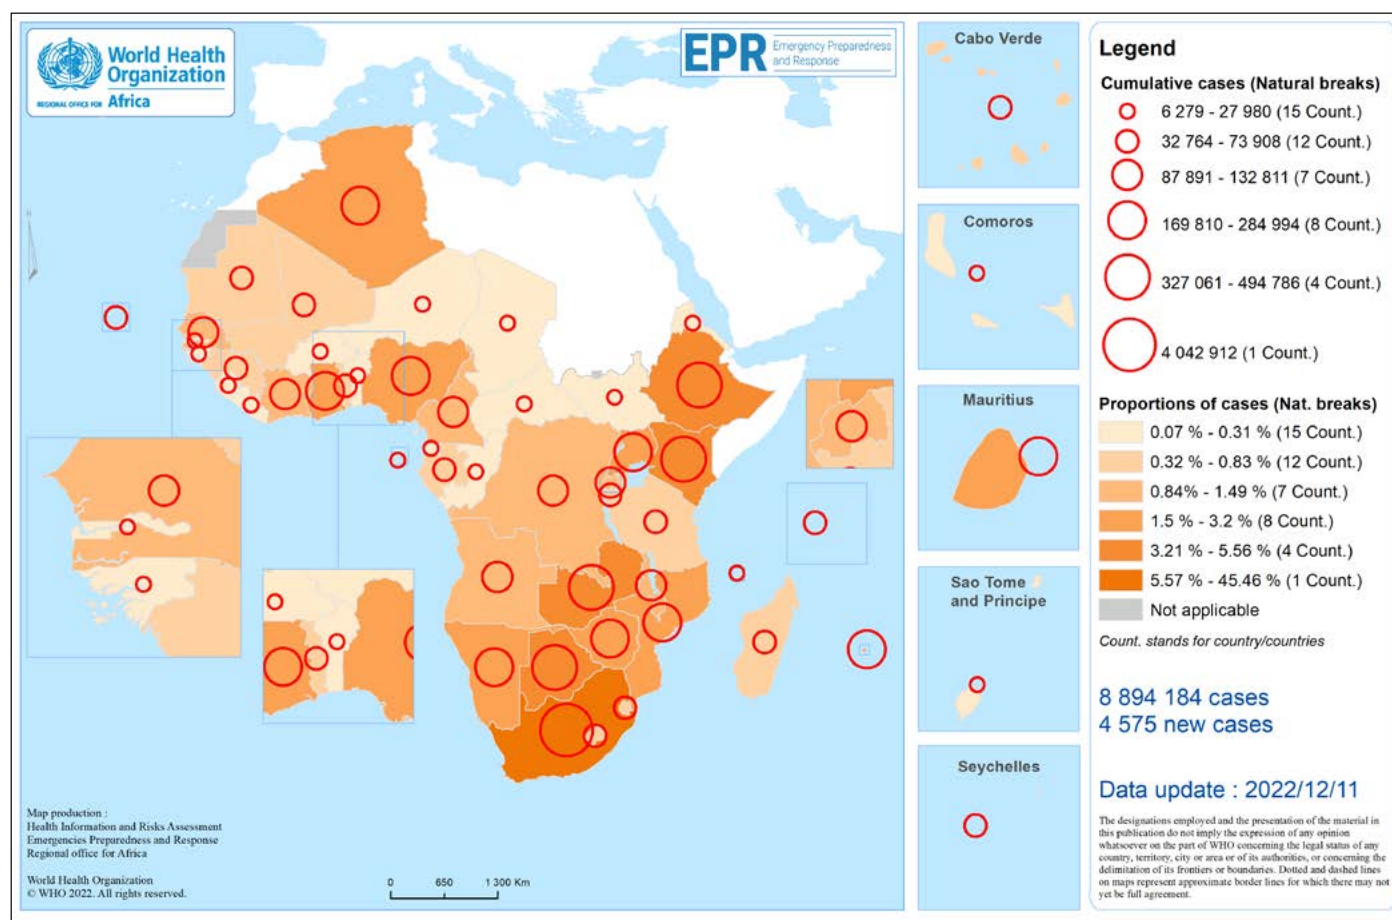 World Health
Organization
REGIONAL OFFICE FOR Africa
EPR Emergency Preparedness
and Response
Map production :
Health Information and Risks Assessment
Emergencies Preparedness and Response
Regional office for Africa
World Health Organization
© WHO 2022. All rights reserved.
0 650 1 300 Km
Cabo Verde
Comoros
Mauritius
Sao Tome
and Principe
Seychelles
Legend
Cumulative cases (Natural breaks)
6 279 - 27 980 (15 Count.)
32 764 - 73 908 (12 Count.)
87 891 - 132 811 (7 Count.)
169 810 - 284 994 (8 Count.)
327 061 - 494 786 (4 Count.)
4 042 912 (1 Count.)
Proportions of cases (Nat. breaks)
0.07 % - 0.31 % (15 Count.)
0.32 % - 0.83 % (12 Count.)
0.84% - 1.49 % (7 Count.)
1.5 % - 3.2 % (8 Count.)
3.21 % - 5.56 % (4 Count.)
5.57 % - 45.46 % (1 Count.)
Not applicable
Count. stands for country/countries
8 894 184 cases
4 575 new cases
Data update : 2022/12/11
The designations employed and the presentation of the material in
this publication do not imply the expression of any opinion
whatsoever on the part of WHO concerning the legal status of any
country, territory, city or area or of its authorities, or concerning the
delimitation of its frontiers or boundaries. Dotted and dashed lines
on maps represent approximate border lines for which there may not
yet be full agreement.